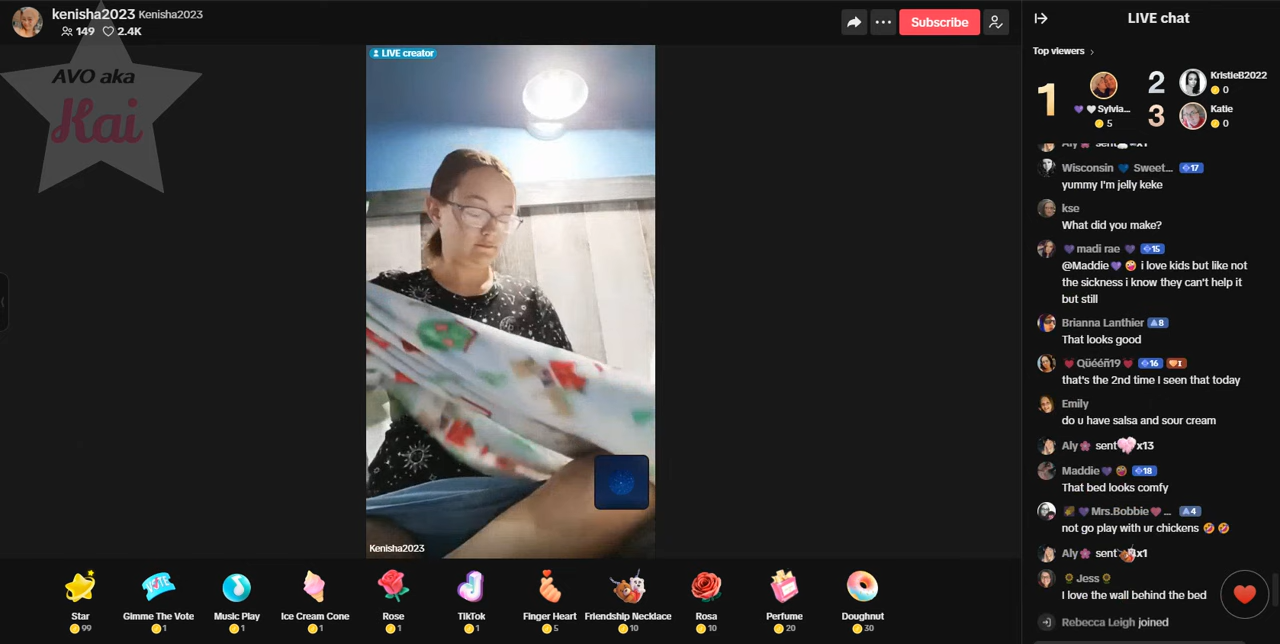 kenisha2023 Kenisha2023
149 2.4K
Subscribe
AVO aka
Kai
LIVE creator
Kenisha2023
Star
99
Gimme The Vote
1
Music Play
1
Ice Cream Cone
1
Rose
1
TikTok
1
Finger Heart
5
Friendship Necklace
10
Rosa
10
Perfume
20
Doughnut
30
LIVE chat
Top viewers
1
💜🤍Sylvia...
5
2
KristieB2022
0
3
Katie
0
Aly🌸 sent x1
Wisconsin 💙 Sweet... 17
yummy I'm jelly keke
kse
What did you make?
💜madi rae 💜 15
@Maddie💜 🤪 i love kids but like not
the sickness i know they can't help it
but still
Brianna Lanthier 8
That looks good
💓Qüééñ19💓 16 I
that's the 2nd time I seen that today
Emily
do u have salsa and sour cream
Aly🌸 sent x13
Maddie💜 18
That bed looks comfy
💜Mrs.Bobbie💗 ... 4
not go play with ur chickens 🤣 🤣
Aly🌸 sent x1
🌻Jess🌻
I love the wall behind the bed
Rebecca Leigh joined